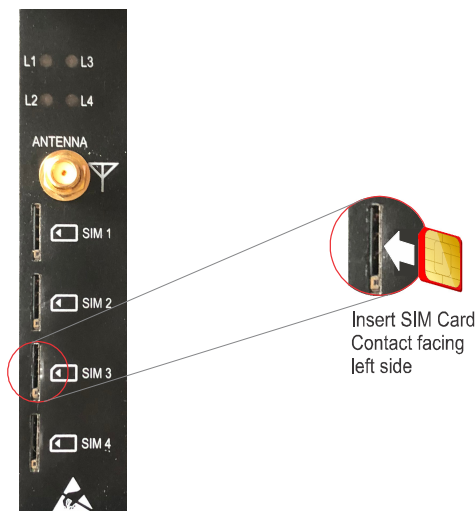 L1 L3
L2 L4
ANTENNA
SIM 1
SIM 2
SIM 3
SIM 4
Insert SIM Card
Contact facing
left side